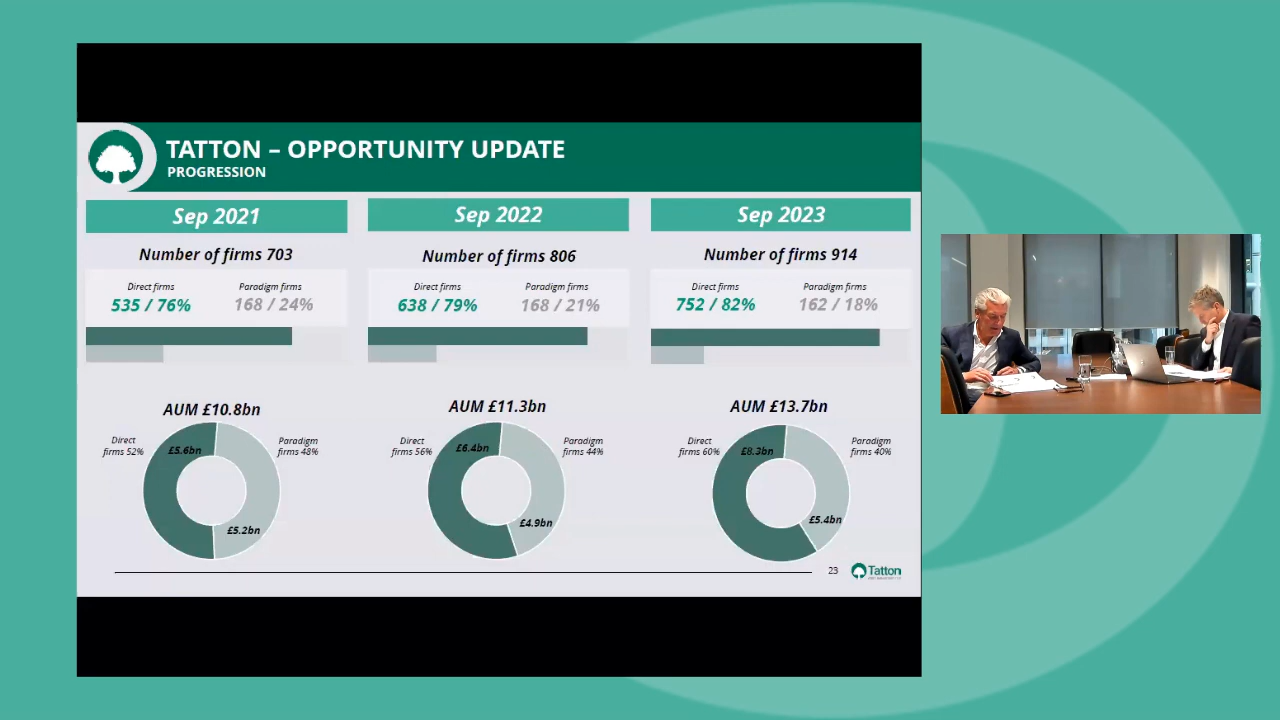 TATTON – OPPORTUNITY UPDATE
PROGRESSION
Sep 2021
Sep 2022
Sep 2023
Number of firms 703
Number of firms 806
Number of firms 914
Direct firms
Paradigm firms
Direct firms
Paradigm firms
Direct firms
Paradigm firms
535 / 76%
168 / 24%
638 / 79%
168 / 21%
752 / 82%
162 / 18%
AUM £10.8bn
AUM £11.3bn
AUM £13.7bn
Direct
firms 52%
£5.6bn
Paradigm
firms 48%
£5.2bn
Direct
firms 56%
£6.4bn
Paradigm
firms 44%
£4.9bn
Direct
firms 60%
£8.3bn
Paradigm
firms 40%
£5.4bn
23
Tatton